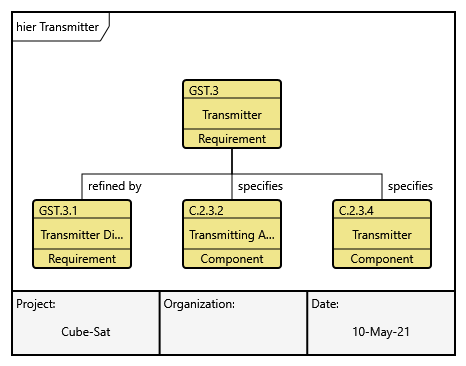 hier Transmitter
GST.3
Transmitter
Requirement
refined by
specifies
specifies
GST.3.1
Transmitter Di...
Requirement
C.2.3.2
Transmitting A...
Component
C.2.3.4
Transmitter
Component
Project:
Cube-Sat
Organization:
Date:
10-May-21